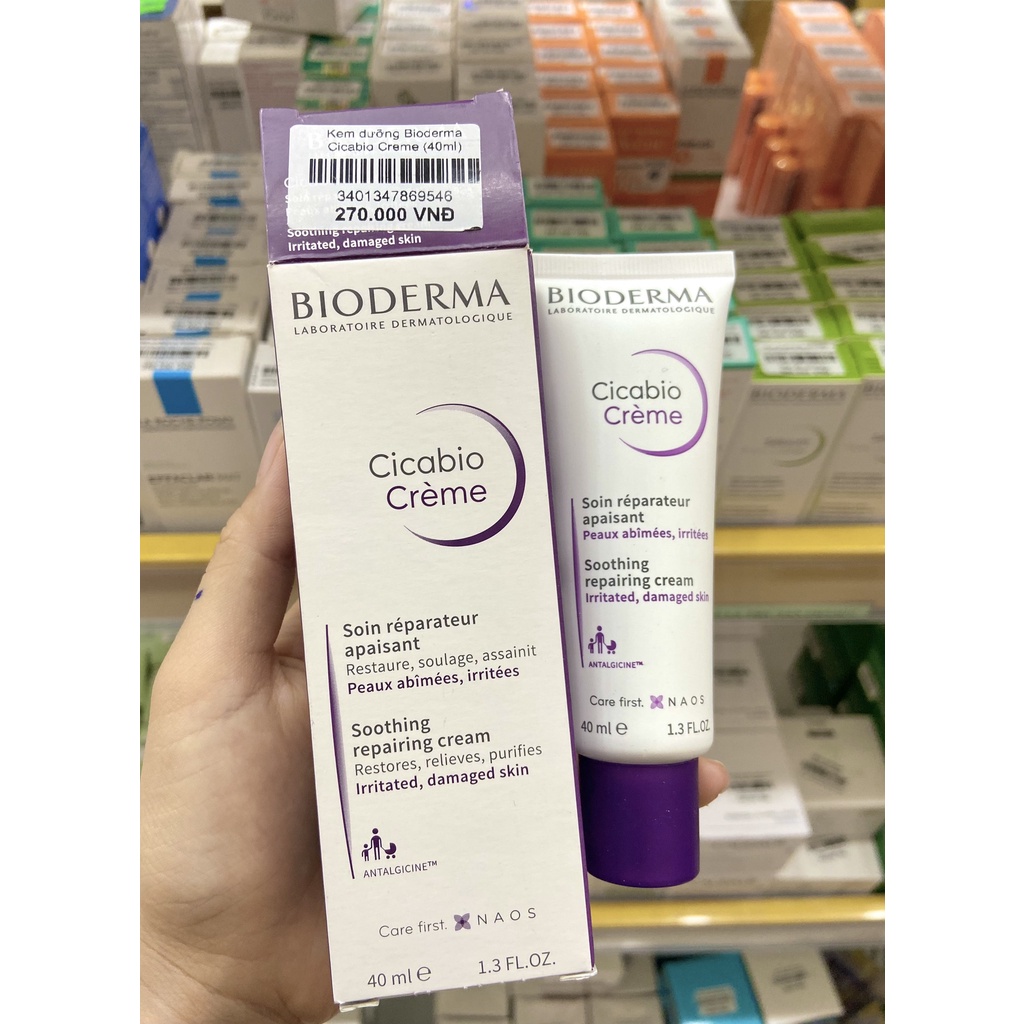 Kem dưỡng Bioderma
Cicabio Creme (40ml)
3401347869546
270.000 VNĐ
Soothing repairing
Irritated, damaged skin
BIODERMA
LABORATOIRE DERMATOLOGIQUE
Cicabio
Crème
Soin réparateur
apaisant
Restaure, soulage, assainit
Peaux abîmées, irritées
Soothing
repairing cream
Restores, relieves, purifies
Irritated, damaged skin
ANTALGICINE™
Care first. NAOS
40 ml ℮ 1.3 FL.OZ.
BIODERMA
LABORATOIRE DERMATOLOGIQUE
Cicabio
Crème
Soin réparateur
apaisant
Peaux abîmées, irritées
Soothing
repairing cream
Irritated, damaged skin
ANTALGICINE™
Care first. NAOS
40 ml ℮ 1.3 FL.OZ.
EFFACLAR
BIODERMA